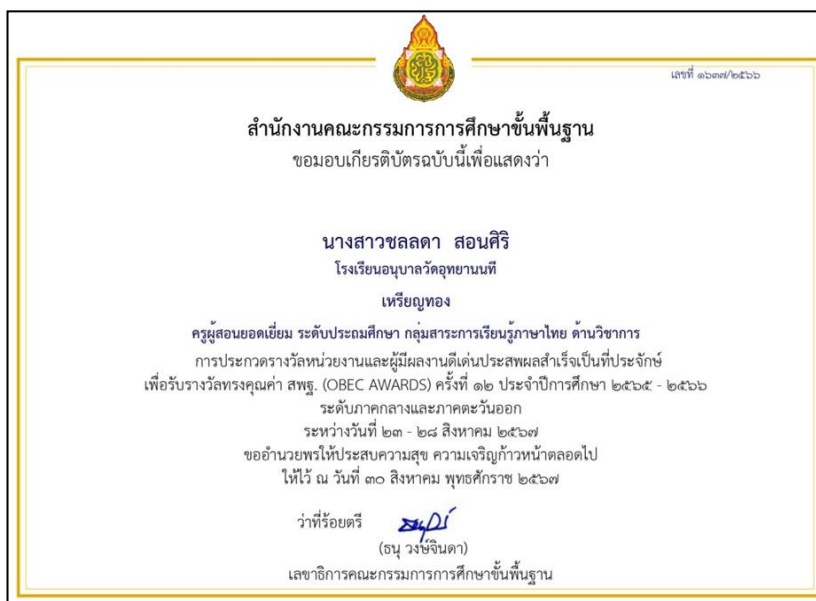 เลขที่ ๑๖๓๗/๒๕๖๖
สำนักงานคณะกรรมการการศึกษาขั้นพื้นฐาน
ขอมอบเกียรติบัตรฉบับนี้เพื่อแสดงว่า
นางสาวชลลดา สอนศิริ
โรงเรียนอนุบาลวัดอุทยานนที
เหรียญทอง
ครูผู้สอนยอดเยี่ยม ระดับประถมศึกษา กลุ่มสาระการเรียนรู้ภาษาไทย ด้านวิชาการ
การประกวดรางวัลหน่วยงานและผู้มีผลงานดีเด่นประสพผลสำเร็จเป็นที่ประจักษ์
เพื่อรับรางวัลทรงคุณค่า สพฐ. (OBEC AWARDS) ครั้งที่ ๑๒ ประจำปีการศึกษา ๒๕๖๕ - ๒๕๖๖
ระดับภาคกลางและภาคตะวันออก
ระหว่างวันที่ ๒๓ - ๒๘ สิงหาคม ๒๕๖๗
ขออำนวยพรให้ประสบความสุข ความเจริญก้าวหน้าตลอดไป
ให้ไว้ ณ วันที่ ๓๐ สิงหาคม พุทธศักราช ๒๕๖๗
ว่าที่ร้อยตรี
(ธนุ วงษ์จินดา)
เลขาธิการคณะกรรมการการศึกษาขั้นพื้นฐาน